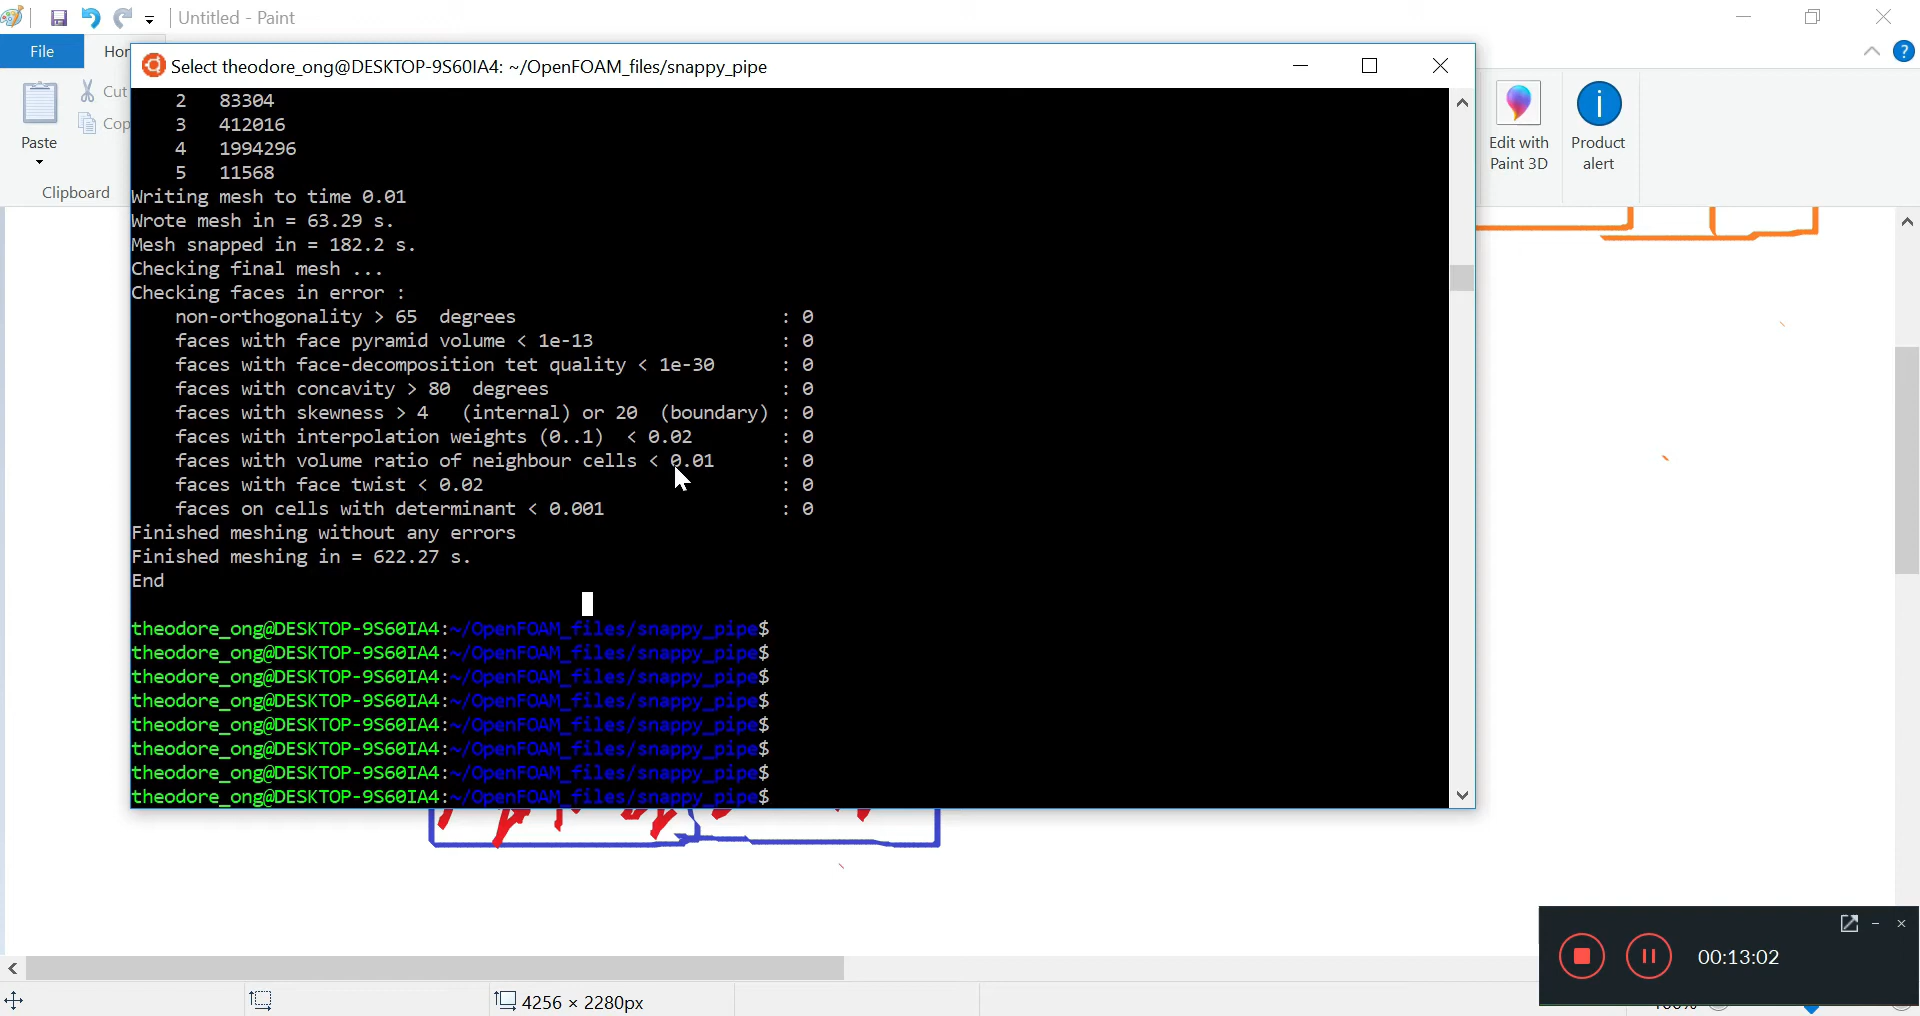 Untitled - Paint
File
Hor
Select theodore_ong@DESKTOP-9S60IA4: ~/OpenFOAM_files/snappy_pipe
Paste
Cut
Cop
Clipboard
Edit with
Paint 3D
Product
alert
2 83304
3 412016
4 1994296
5 11568
Writing mesh to time 0.01
Wrote mesh in = 63.29 s.
Mesh snapped in = 182.2 s.
Checking final mesh ...
Checking faces in error :
non-orthogonality > 65 degrees : 0
faces with face pyramid volume < 1e-13 : 0
faces with face-decomposition tet quality < 1e-30 : 0
faces with concavity > 80 degrees : 0
faces with skewness > 4 (internal) or 20 (boundary) : 0
faces with interpolation weights (0..1) < 0.02 : 0
faces with volume ratio of neighbour cells < 0.01 : 0
faces with face twist < 0.02 : 0
faces on cells with determinant < 0.001 : 0
Finished meshing without any errors
Finished meshing in = 622.27 s.
End
theodore_ong@DESKTOP-9S60IA4:~/OpenFOAM_files/snappy_pipe$
theodore_ong@DESKTOP-9S60IA4:~/OpenFOAM_files/snappy_pipe$
theodore_ong@DESKTOP-9S60IA4:~/OpenFOAM_files/snappy_pipe$
theodore_ong@DESKTOP-9S60IA4:~/OpenFOAM_files/snappy_pipe$
theodore_ong@DESKTOP-9S60IA4:~/OpenFOAM_files/snappy_pipe$
theodore_ong@DESKTOP-9S60IA4:~/OpenFOAM_files/snappy_pipe$
theodore_ong@DESKTOP-9S60IA4:~/OpenFOAM_files/snappy_pipe$
theodore_ong@DESKTOP-9S60IA4:~/OpenFOAM_files/snappy_pipe$
00:13:02
4256 × 2280px